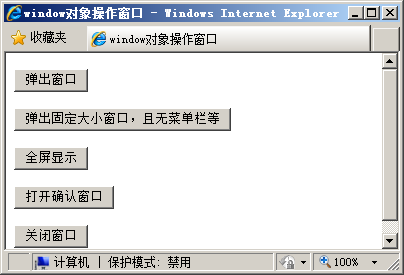 window对象操作窗口 - Windows Internet Explorer
收藏夹
window对象操作窗口
弹出窗口
弹出固定大小窗口，且无菜单栏等
全屏显示
打开确认窗口
关闭窗口
计算机 | 保护模式: 禁用
100%